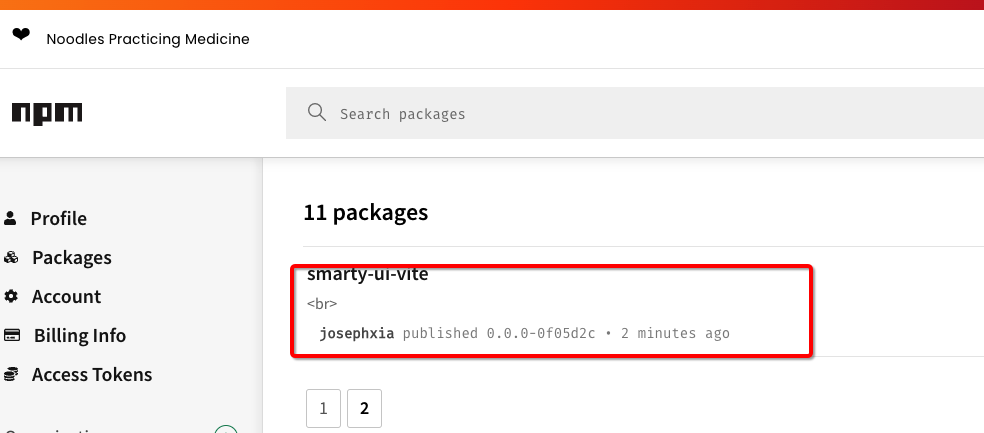 ❤ Noodles Practicing Medicine
npm
Search packages
Profile
Packages
Account
Billing Info
Access Tokens
11 packages
smarty-ui-vite
<br>
josephxia published 0.0.0-0f05d2c • 2 minutes ago
1 2